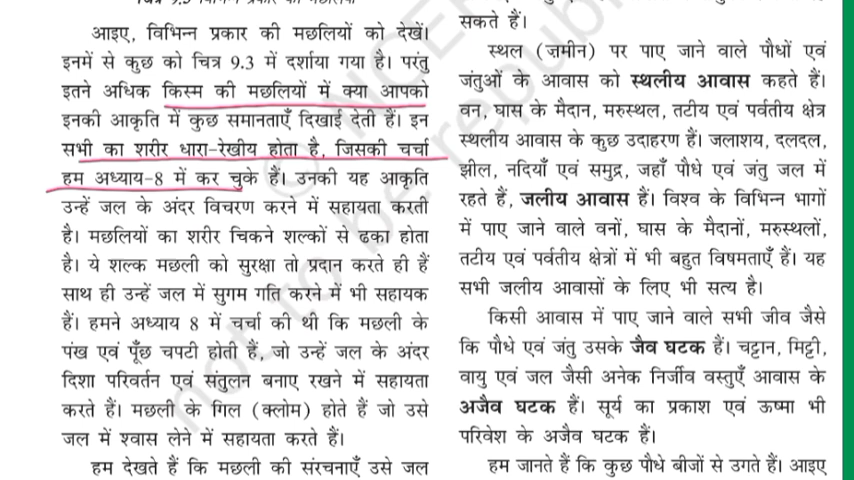 आइए, विभिन्न प्रकार की मछलियों को देखें।
इनमें से कुछ को चित्र 9.3 में दर्शाया गया है। परंतु
इतने अधिक किस्म की मछलियों में क्या आपको
इनकी आकृति में कुछ समानताएँ दिखाई देती हैं। इन
सभी का शरीर धारा-रेखीय होता है, जिसकी चर्चा
हम अध्याय-8 में कर चुके हैं। उनकी यह आकृति
उन्हें जल के अंदर विचरण करने में सहायता करती
है। मछलियों का शरीर चिकने शल्कों से ढका होता
है। ये शल्क मछली को सुरक्षा तो प्रदान करते ही हैं
साथ ही उन्हें जल में सुगम गति करने में भी सहायक
हैं। हमने अध्याय 8 में चर्चा की थी कि मछली के
पंख एवं पूँछ चपटी होती हैं, जो उन्हें जल के अंदर
दिशा परिवर्तन एवं संतुलन बनाए रखने में सहायता
करते हैं। मछली के गिल (क्लोम) होते हैं जो उसे
जल में श्वास लेने में सहायता करते हैं।
हम देखते हैं कि मछली की संरचनाएँ उसे जल
सकते हैं।
स्थल (ज़मीन) पर पाए जाने वाले पौधों एवं
जंतुओं के आवास को स्थलीय आवास कहते हैं।
वन, घास के मैदान, मरुस्थल, तटीय एवं पर्वतीय क्षेत्र
स्थलीय आवास के कुछ उदाहरण हैं। जलाशय, दलदल,
झील, नदियाँ एवं समुद्र, जहाँ पौधे एवं जंतु जल में
रहते हैं, जलीय आवास हैं। विश्व के विभिन्न भागों
में पाए जाने वाले वनों, घास के मैदानों, मरुस्थलों,
तटीय एवं पर्वतीय क्षेत्रों में भी बहुत विषमताएँ हैं। यह
सभी जलीय आवासों के लिए भी सत्य है।
किसी आवास में पाए जाने वाले सभी जीव जैसे
कि पौधे एवं जंतु उसके जैव घटक हैं। चट्टान, मिट्टी,
वायु एवं जल जैसी अनेक निर्जीव वस्तुएँ आवास के
अजैव घटक हैं। सूर्य का प्रकाश एवं ऊष्मा भी
परिवेश के अजैव घटक हैं।
हम जानते हैं कि कुछ पौधे बीजों से उगते हैं। आइए